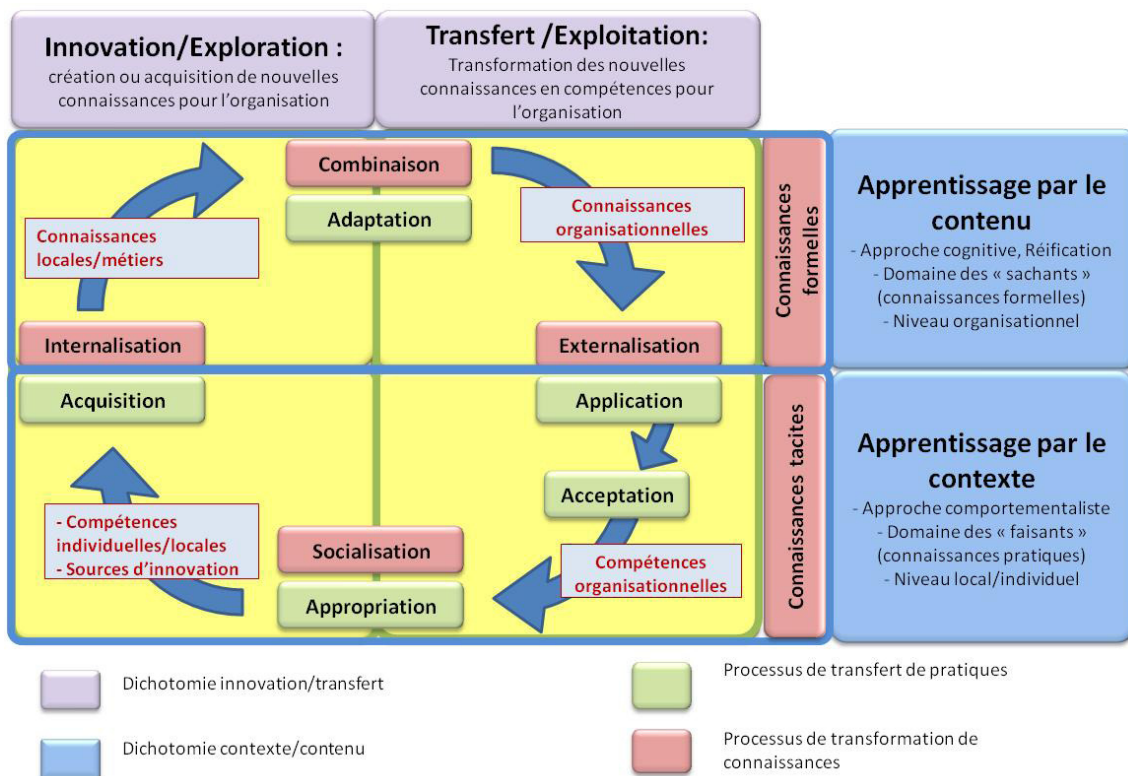 Innovation/Exploration :
création ou acquisition de nouvelles
connaissances pour l'organisation
Transfert /Exploitation:
Transformation des nouvelles
connaissances en compétences pour
l'organisation
Combinaison
Adaptation
Connaissances
locales/métiers
Connaissances
organisationnelles
Internalisation
Externalisation
Connaissances
formelles
Apprentissage par le
contenu
- Approche cognitive, Réification
- Domaine des « sachants »
(connaissances formelles)
- Niveau organisationnel
Acquisition
Application
Acceptation
- Compétences
individuelles/locales
- Sources d'innovation
Socialisation
Appropriation
Compétences
organisationnelles
Connaissances tacites
Apprentissage par le
contexte
- Approche comportementaliste
- Domaine des « faisants »
(connaissances pratiques)
- Niveau local/individuel
Dichotomie innovation/transfert
Processus de transfert de pratiques
Dichotomie contexte/contenu
Processus de transformation de
connaissances